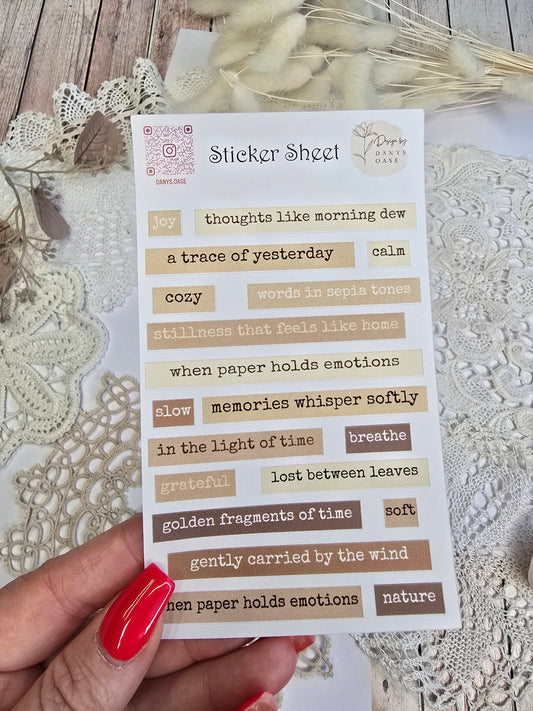 Sticker Sheet
DANYS.OASE
Design by
DANYS
OASE
joy
thoughts like morning dew
a trace of yesterday
calm
cozy
words in sepia tones
stillness that feels like home
when paper holds emotions
slow
memories whisper softly
in the light of time
breathe
grateful
lost between leaves
golden fragments of time
soft
gently carried by the wind
hen paper holds emotions
nature